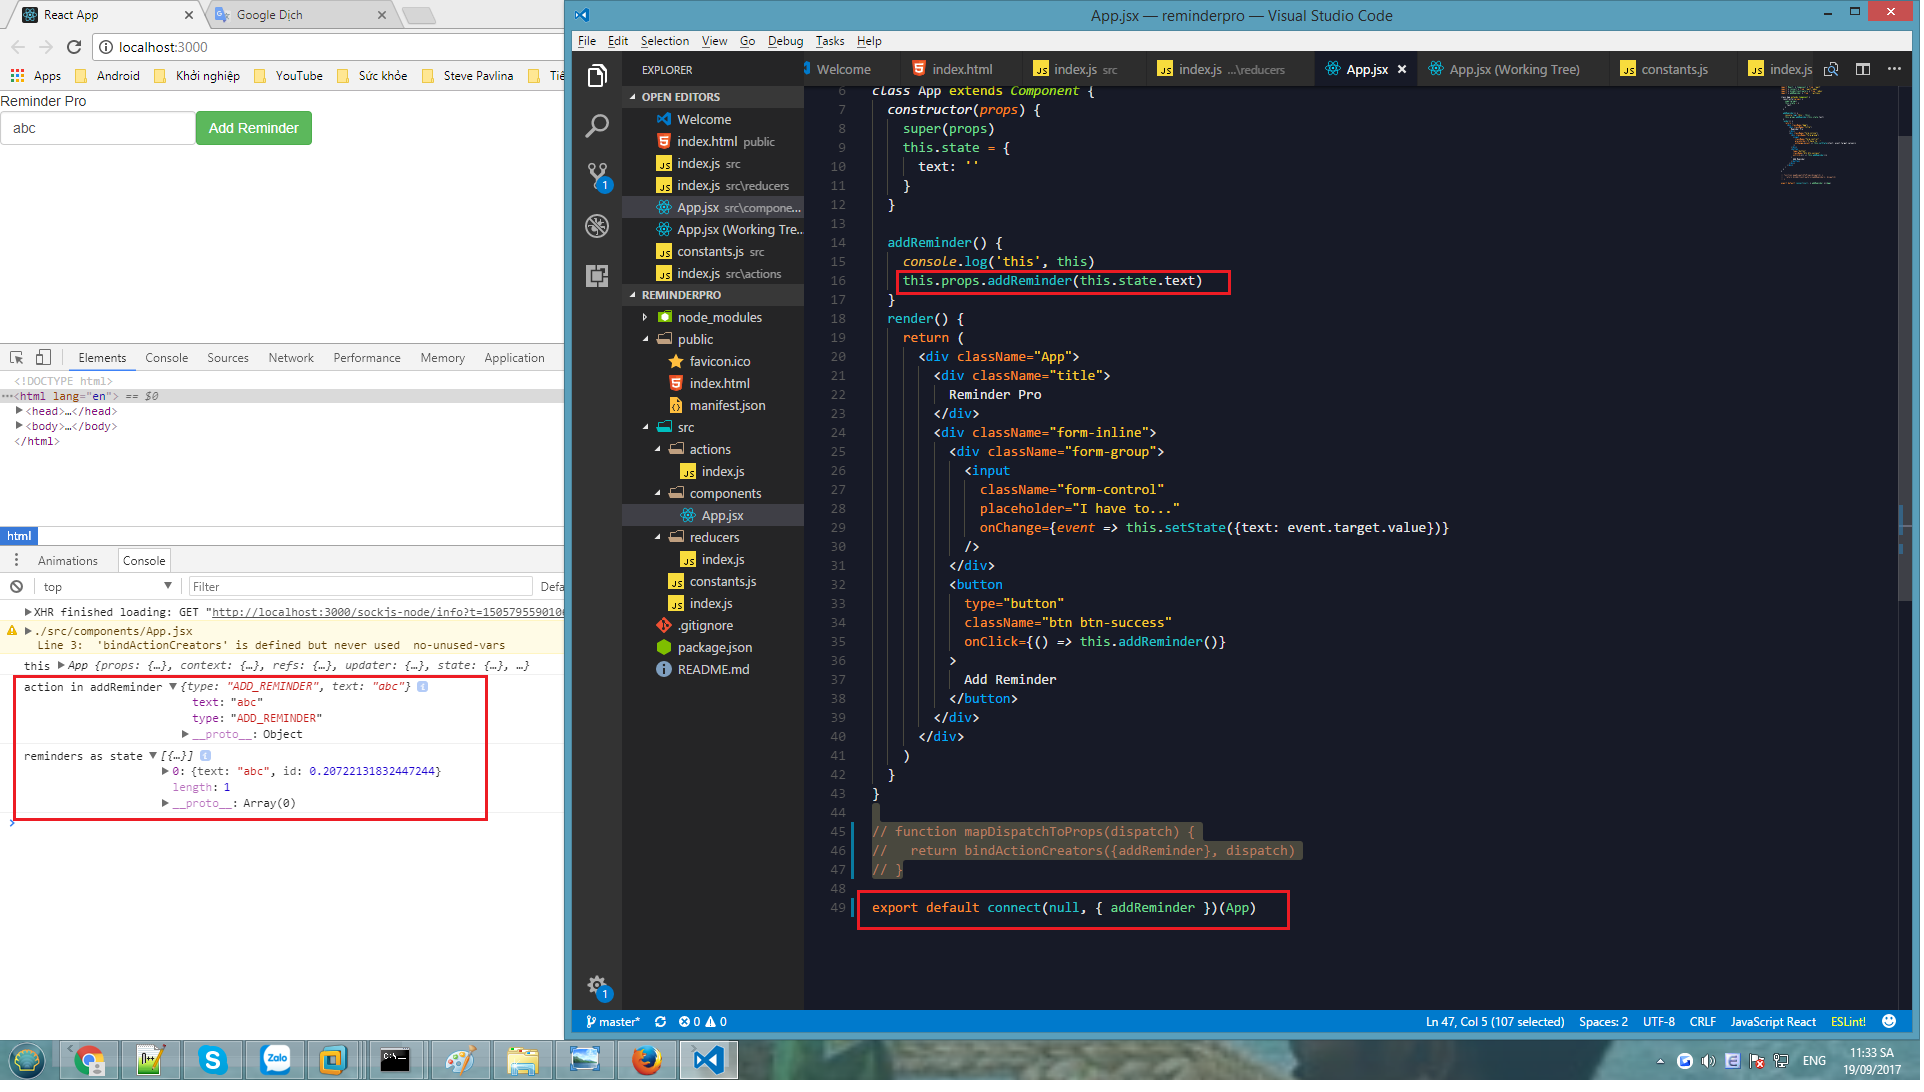 React App
Google Dịch
localhost:3000
Apps
Android
Khởi nghiệp
YouTube
Sức khỏe
Steve Pavlina
Reminder Pro
abc
Add Reminder
Elements
Console
Sources
Network
Performance
Memory
Application
<!DOCTYPE html>
···<html lang="en"> == $0
<head>…</head>
<body>…</body>
</html>
html
Animations
Console
top
Filter
XHR finished loading: GET "http://localhost:3000/sockjs-node/info?t=150579559010
./src/components/App.jsx
Line 3:  'bindActionCreators' is defined but never used  no-unused-vars
this App {props: {…}, context: {…}, refs: {…}, updater: {…}, state: {…}, …}
action in addReminder {type: "ADD_REMINDER", text: "abc"}
text: "abc"
type: "ADD_REMINDER"
__proto__: Object
reminders as state [{…}]
0: {text: "abc", id: 0.20722131832447244}
length: 1
__proto__: Array(0)
>
App.jsx — reminderpro — Visual Studio Code
File Edit Selection View Go Debug Tasks Help
EXPLORER
OPEN EDITORS
Welcome
index.html public
index.js src
index.js src\reducers
App.jsx src\compone...
App.jsx (Working Tre...
constants.js src
index.js src\actions
REMINDERPRO
node_modules
public
favicon.ico
index.html
manifest.json
src
actions
index.js
components
App.jsx
reducers
index.js
constants.js
index.js
.gitignore
package.json
README.md
1
1
Welcome
index.html
index.js src
index.js ...\reducers
App.jsx
App.jsx (Working Tree)
constants.js
index.js
6 class App extends Component {
7 constructor(props) {
8 super(props)
9 this.state = {
10 text: ''
11 }
12 }
13
14 addReminder() {
15 console.log('this', this)
16 this.props.addReminder(this.state.text)
17 }
18 render() {
19 return (
20 <div className="App">
21 <div className="title">
22 Reminder Pro
23 </div>
24 <div className="form-inline">
25 <div className="form-group">
26 <input
27 className="form-control"
28 placeholder="I have to..."
29 onChange={event => this.setState({text: event.target.value})}
30 />
31 </div>
32 <button
33 type="button"
34 className="btn btn-success"
35 onClick={() => this.addReminder()}
36 >
37 Add Reminder
38 </button>
39 </div>
40 </div>
41 )
42 }
43 }
44
45 // function mapDispatchToProps(dispatch) {
46 //   return bindActionCreators({addReminder}, dispatch)
47 // }
48
49 export default connect(null, { addReminder })(App)
master*
0
0
Ln 47, Col 5 (107 selected)
Spaces: 2
UTF-8
CRLF
JavaScript React
ESLint!
Zalo
ENG
11:33 SA
19/09/2017